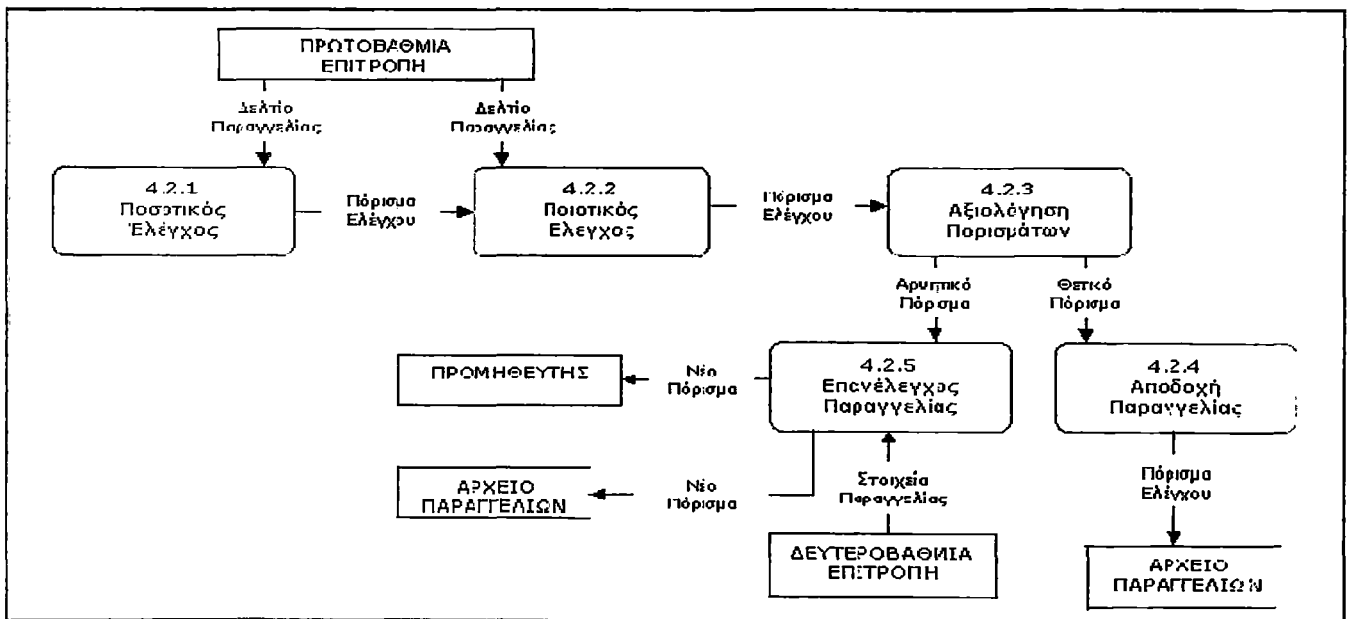 ΠΡΩΤΟΒΑΘΜΙΑ
ΕΠΙΤΡΟΠΗ
Δελτίο
Παραγγελίας
Δελτίο
Παραγγελίας
4.2.1
Ποσοτικός
Έλέγχος
Πόρισμα
Ελέγχου
4.2.2
Ποιοτικός
Ελεγχος
Πόρισμα
Ελέγχου
4.2.3
Αξιολόγηση
Πορισμάτων
Αρνητικό
Πόρισμα
Θετικό
Πόρισμα
ΠΡΟΜΗΘΕΥΤΗΣ
Νέο
Πόρισμα
4.2.5
Επανέλεγχος
Παραγγελίας
4.2.4
Αποδοχή
Παραγγελίας
ΑΡΧΕΙΟ
ΠΑΡΑΓΓΕΛΙΩΝ
Νέο
Πόρισμα
Στοιχεία
Παραγγελίας
Πόρισμα
Ελέγχου
ΔΕΥΤΕΡΟΒΑΘΜΙΑ
ΕΠΙΤΡΟΠΗ
ΑΡΧΕΙΟ
ΠΑΡΑΓΓΕΛΙΩΝ